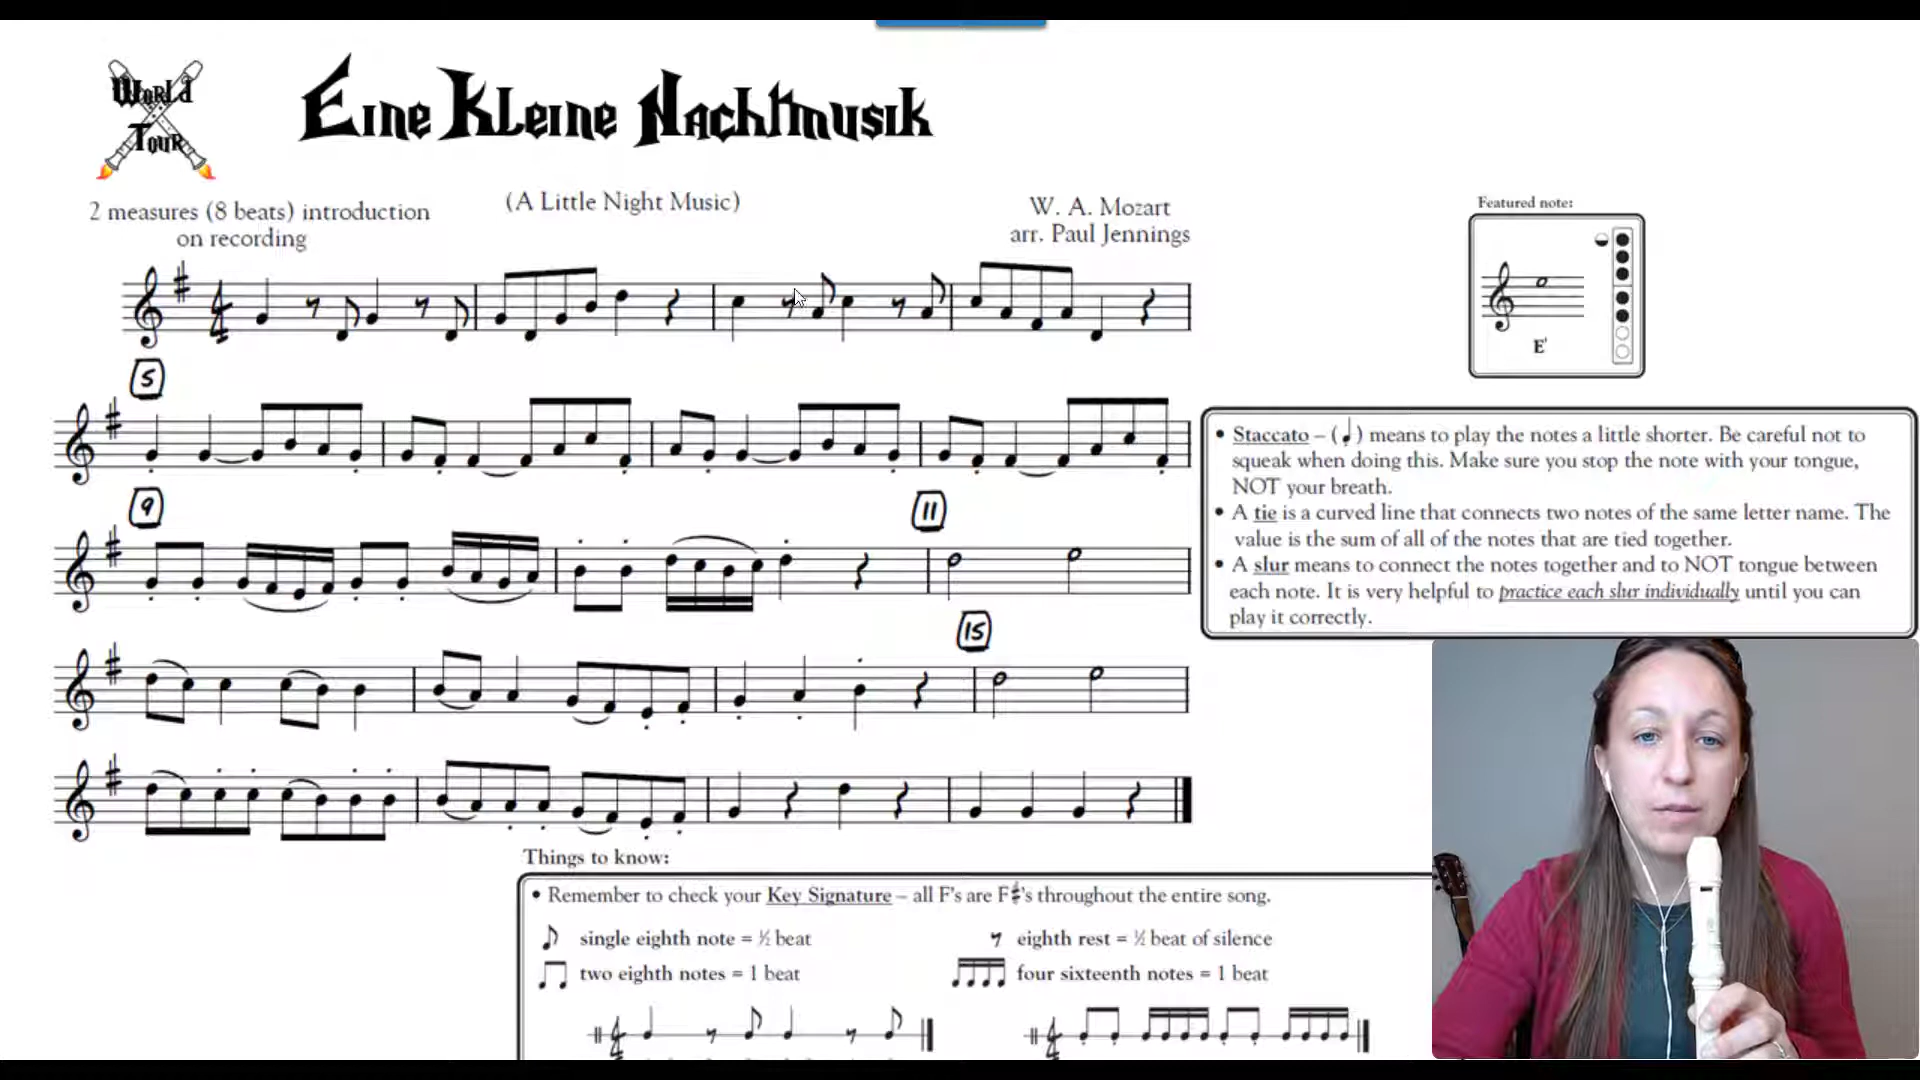 World
Tour
Eine Kleine Nachtmusik
(A Little Night Music)
2 measures (8 beats) introduction
on recording
W. A. Mozart
arr. Paul Jennings
Featured note:
E'
5
9
11
15
• Staccato – (♩) means to play the notes a little shorter. Be careful not to
squeak when doing this. Make sure you stop the note with your tongue,
NOT your breath.
• A tie is a curved line that connects two notes of the same letter name. The
value is the sum of all of the notes that are tied together.
• A slur means to connect the notes together and to NOT tongue between
each note. It is very helpful to practice each slur individually until you can
play it correctly.
Things to know:
• Remember to check your Key Signature – all F's are F♯'s throughout the entire song.
single eighth note = ½ beat
eighth rest = ½ beat of silence
two eighth notes = 1 beat
four sixteenth notes = 1 beat